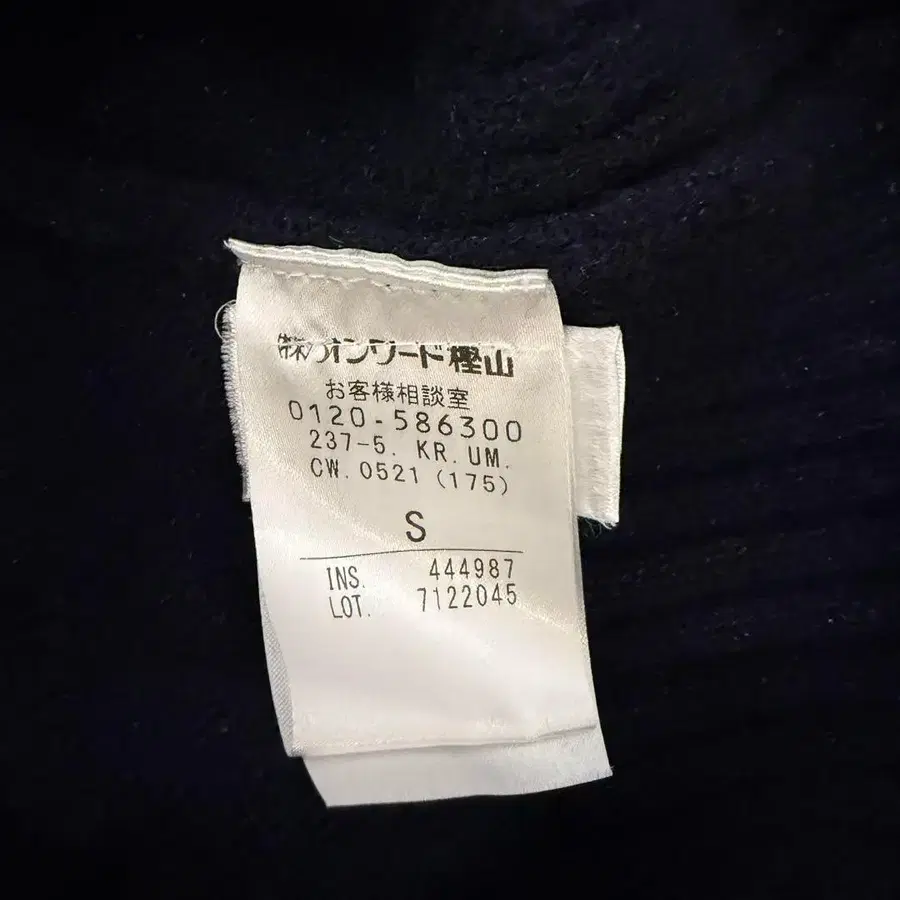 (株)オンワード樫山
お客様相談室
0120-586300
237-5. KR. UM.
CW. 0521 (175)
S
INS. 444987
LOT. 7122045